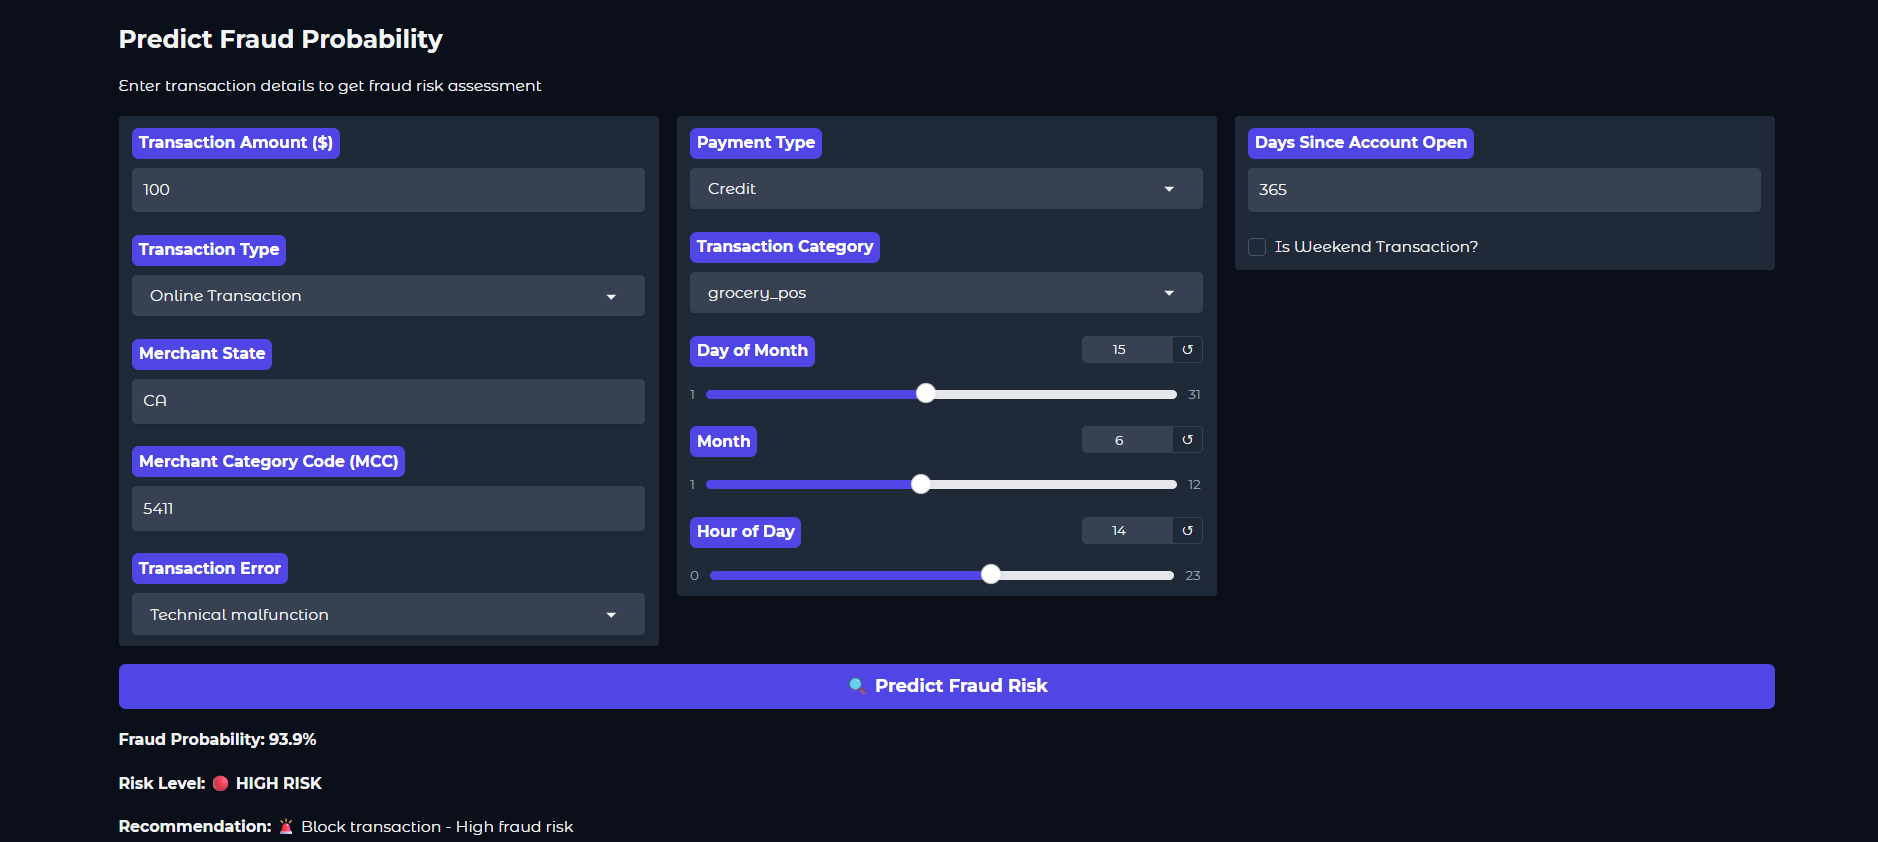 Predict Fraud Probability
Enter transaction details to get fraud risk assessment
Transaction Amount ($)
100
Transaction Type
Online Transaction
Merchant State
CA
Merchant Category Code (MCC)
5411
Transaction Error
Technical malfunction
Payment Type
Credit
Transaction Category
grocery_pos
Day of Month
15
1
31
Month
6
1
12
Hour of Day
14
0
23
Days Since Account Open
365
Is Weekend Transaction?
Predict Fraud Risk
Fraud Probability: 93.9%
Risk Level: 🔴 HIGH RISK
Recommendation: 🚨 Block transaction - High fraud risk